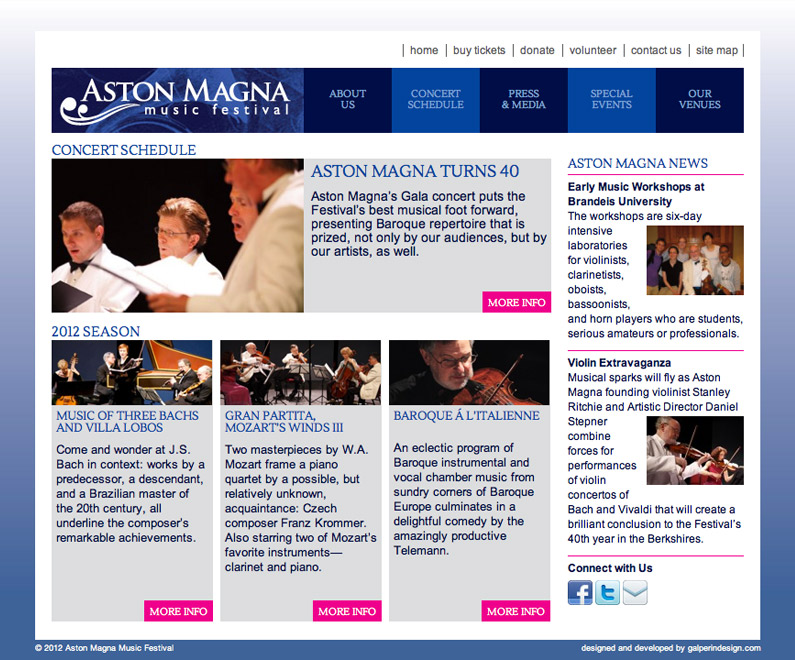 home
buy tickets
donate
volunteer
contact us
site map
ASTON MAGNA
music festival
ABOUT
US
CONCERT
SCHEDULE
PRESS
& MEDIA
SPECIAL
EVENTS
OUR
VENUES
CONCERT SCHEDULE
ASTON MAGNA TURNS 40
Aston Magna's Gala concert puts the
Festival's best musical foot forward,
presenting Baroque repertoire that is
prized, not only by our audiences, but by
our artists, as well.
MORE INFO
2012 SEASON
MUSIC OF THREE BACHS
AND VILLA LOBOS
Come and wonder at J.S.
Bach in context: works by a
predecessor, a descendant,
and a Brazilian master of
the 20th century, all
underline the composer's
remarkable achievements.
MORE INFO
GRAN PARTITA,
MOZART'S WINDS III
Two masterpieces by W.A.
Mozart frame a piano
quartet by a possible, but
relatively unknown,
acquaintance: Czech
composer Franz Krommer.
Also starring two of Mozart's
favorite instruments—
clarinet and piano.
MORE INFO
BAROQUE Á L'ITALIENNE
An eclectic program of
Baroque instrumental and
vocal chamber music from
sundry corners of Baroque
Europe culminates in a
delightful comedy by the
amazingly productive
Telemann.
MORE INFO
ASTON MAGNA NEWS
Early Music Workshops at
Brandeis University
The workshops are six-day
intensive
laboratories
for violinists,
clarinetists,
oboists,
bassoonists,
and horn players who are students,
serious amateurs or professionals.
Violin Extravaganza
Musical sparks will fly as Aston
Magna founding violinist Stanley
Ritchie and Artistic Director Daniel
Stepner
combine
forces for
performances
of violin
concertos of
Bach and Vivaldi that will create a
brilliant conclusion to the Festival's
40th year in the Berkshires.
Connect with Us
© 2012 Aston Magna Music Festival
designed and developed by galperindesign.com